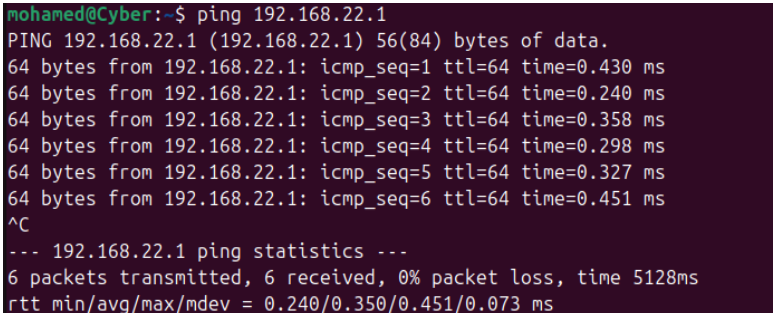 mohamed@Cyber:~$ ping 192.168.22.1
PING 192.168.22.1 (192.168.22.1) 56(84) bytes of data.
64 bytes from 192.168.22.1: icmp_seq=1 ttl=64 time=0.430 ms
64 bytes from 192.168.22.1: icmp_seq=2 ttl=64 time=0.240 ms
64 bytes from 192.168.22.1: icmp_seq=3 ttl=64 time=0.358 ms
64 bytes from 192.168.22.1: icmp_seq=4 ttl=64 time=0.298 ms
64 bytes from 192.168.22.1: icmp_seq=5 ttl=64 time=0.327 ms
64 bytes from 192.168.22.1: icmp_seq=6 ttl=64 time=0.451 ms
^C
--- 192.168.22.1 ping statistics ---
6 packets transmitted, 6 received, 0% packet loss, time 5128ms
rtt min/avg/max/mdev = 0.240/0.350/0.451/0.073 ms